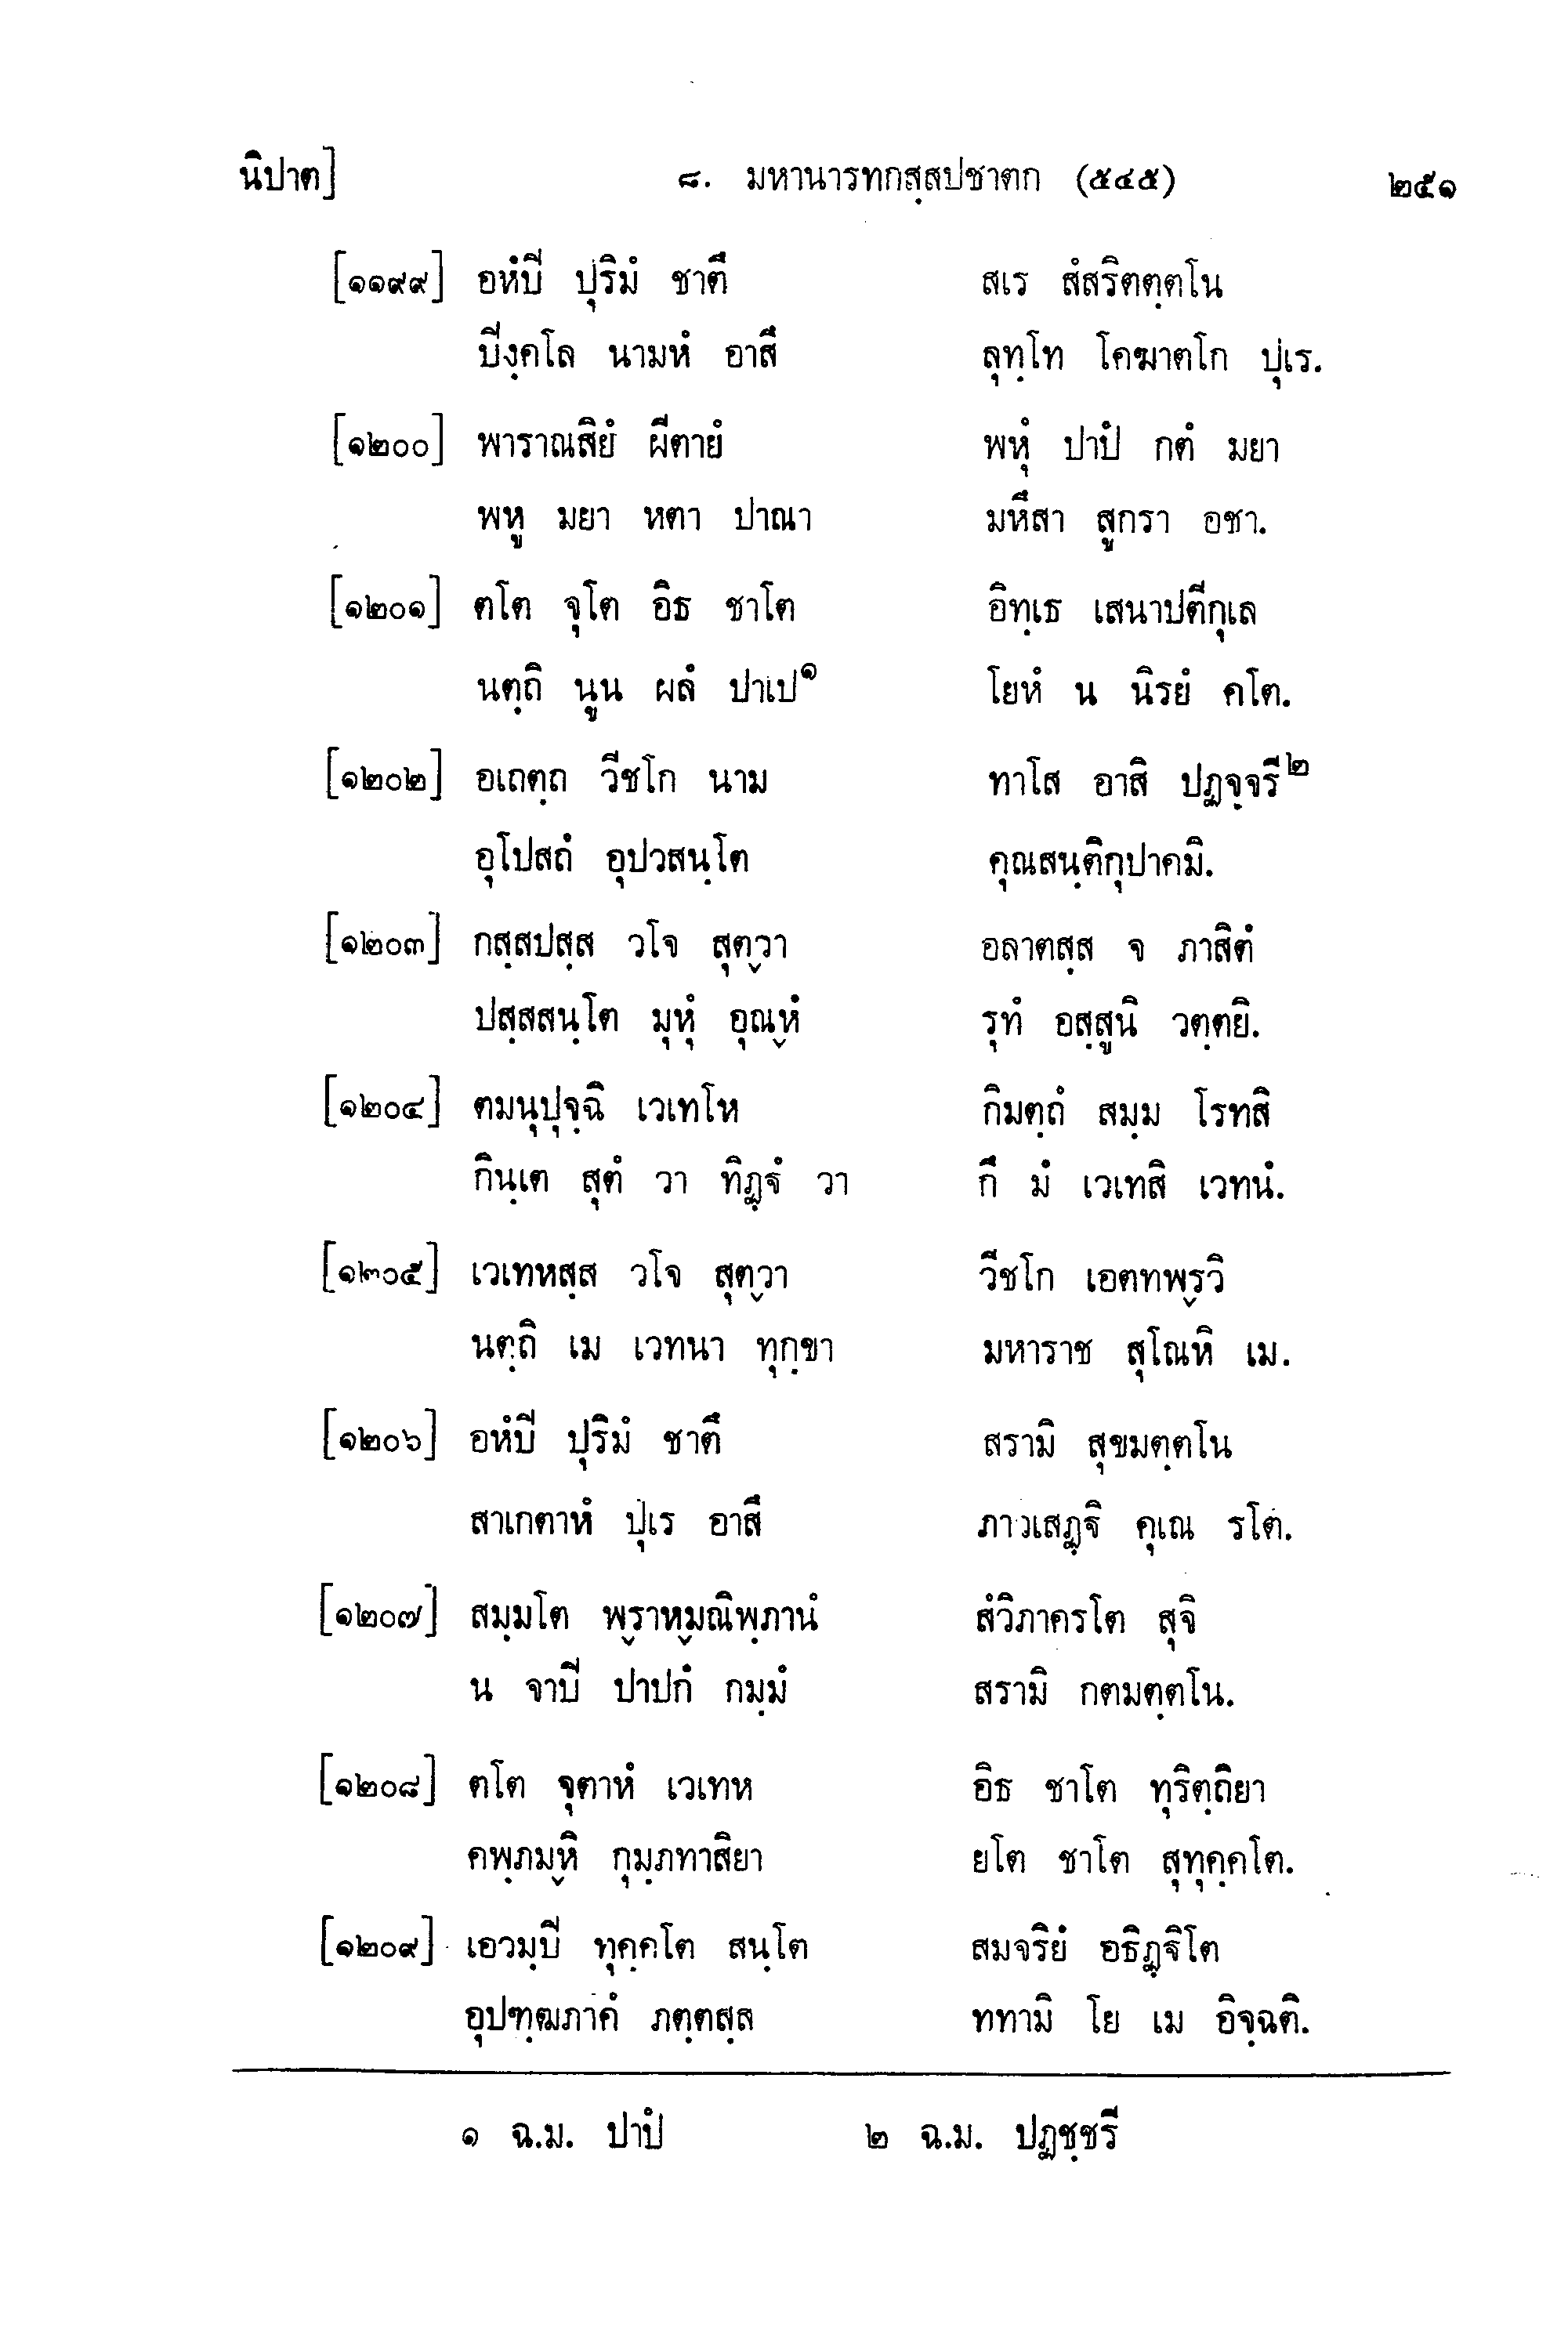 นิปาต] ๘. มหานารทกสฺสปชาตก (๕๔๕) ๒๕๑
[๑๑๙๙] อหํปิ ปุริมํ ชาตึ สเร สํสริตตฺตโน
ปิงฺคโล นามหํ อาสึ ลุทฺโท โคฆาตโก ปุเร.
[๑๒๐๐] พาราณสิยํ ผีตายํ พหุํ ปาปํ กตํ มยา
พหู มยา หตา ปาณา มหึสา สูกรา อชา.
[๑๒๐๑] ตโต จุโต อิธ ชาโต อิทฺเธ เสนาปตีกุเล
นตฺถิ นูน ผลํ ปาเป๑ โยหํ น นิรยํ คโต.
[๑๒๐๒] อเถตฺถ วีชโก นาม ทาโส อาสิ ปฏจฺจรี๒
อุโปสถํ อุปวสนฺโต คุณสนฺติกุปาคมิ.
[๑๒๐๓] กสฺสปสฺส วโจ สุตฺวา อลาตสฺส จ ภาสิตํ
ปสฺสสนฺโต มุหุํ อุณฺหํ รุทํ อสฺสูนิ วตฺตยิ.
[๑๒๐๔] ตมนุปุจฺฉิ เวเทโห กิมตฺถํ สมฺม โรทสิ
กินฺเต สุตํ วา ทิฏฺฐํ วา กึ มํ เวเทสิ เวทนํ.
[๑๒๐๕] เวเทหสฺส วโจ สุตฺวา วีชโก เอตทพฺรวิ
นตฺถิ เม เวทนา ทุกฺขา มหาราช สุโณหิ เม.
[๑๒๐๖] อหํปิ ปุริมํ ชาตึ สรามิ สุขมตฺตโน
สาเกตาหํ ปุเร อาสึ ภาวเสฏฺฐิ คุเณ รโต.
[๑๒๐๗] สมฺมโต พฺราหฺมณิพฺภานํ สํวิภาครโต สุจิ
น จาปิ ปาปกํ กมฺมํ สรามิ กตมตฺตโน.
[๑๒๐๘] ตโต จุตาหํ เวเทห อิธ ชาโต ทุริตฺถิยา
คพฺภมฺหิ กุมฺภทาสิยา ยโต ชาโต สุทุคฺคโต.
[๑๒๐๙] เอวมฺปิ ทุคฺคโต สนฺโต สมจริยํ อธิฏฺฐิโต
อุปฑฺฒภาคํ ภตฺตสฺส ททามิ โย เม อิจฺฉติ.
๑ ฉ.ม. ปาปํ ๒ ฉ.ม. ปฏชฺชรี